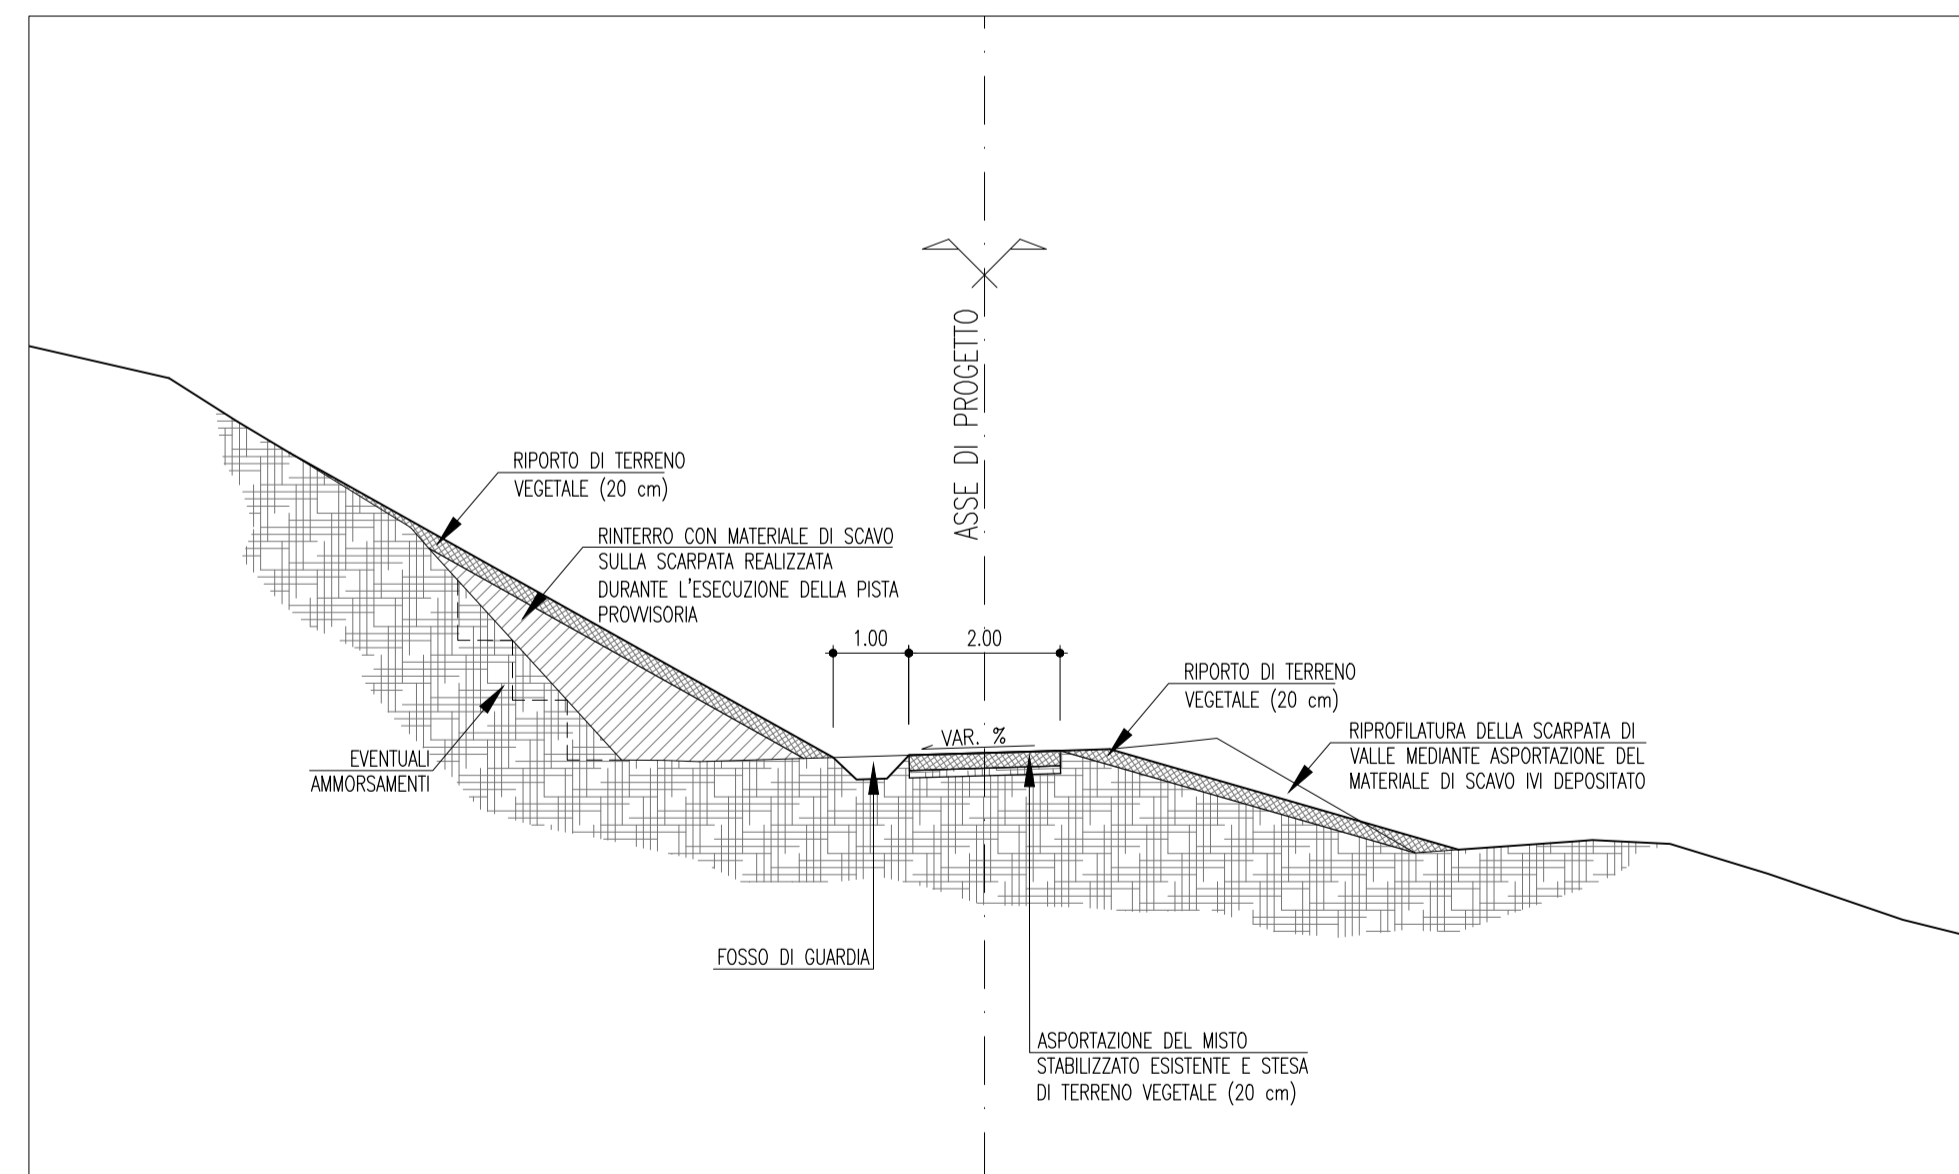 ASSE DI PROGETTO
RIPORTO DI TERRENO
VEGETALE (20 cm)
RINTERRO CON MATERIALE DI SCAVO
SULLA SCARPATA REALIZZATA
DURANTE L'ESECUZIONE DELLA PISTA
PROVVISORIA
1.00
2.00
RIPORTO DI TERRENO
VEGETALE (20 cm)
RIPROFILATURA DELLA SCARPATA DI
VALLE MEDIANTE ASPORTAZIONE DEL
MATERIALE DI SCAVO IVI DEPOSITATO
VAR. %
EVENTUALI
AMMORSAMENTI
FOSSO DI GUARDIA
ASPORTAZIONE DEL MISTO
STABILIZZATO ESISTENTE E STESA
DI TERRENO VEGETALE (20 cm)